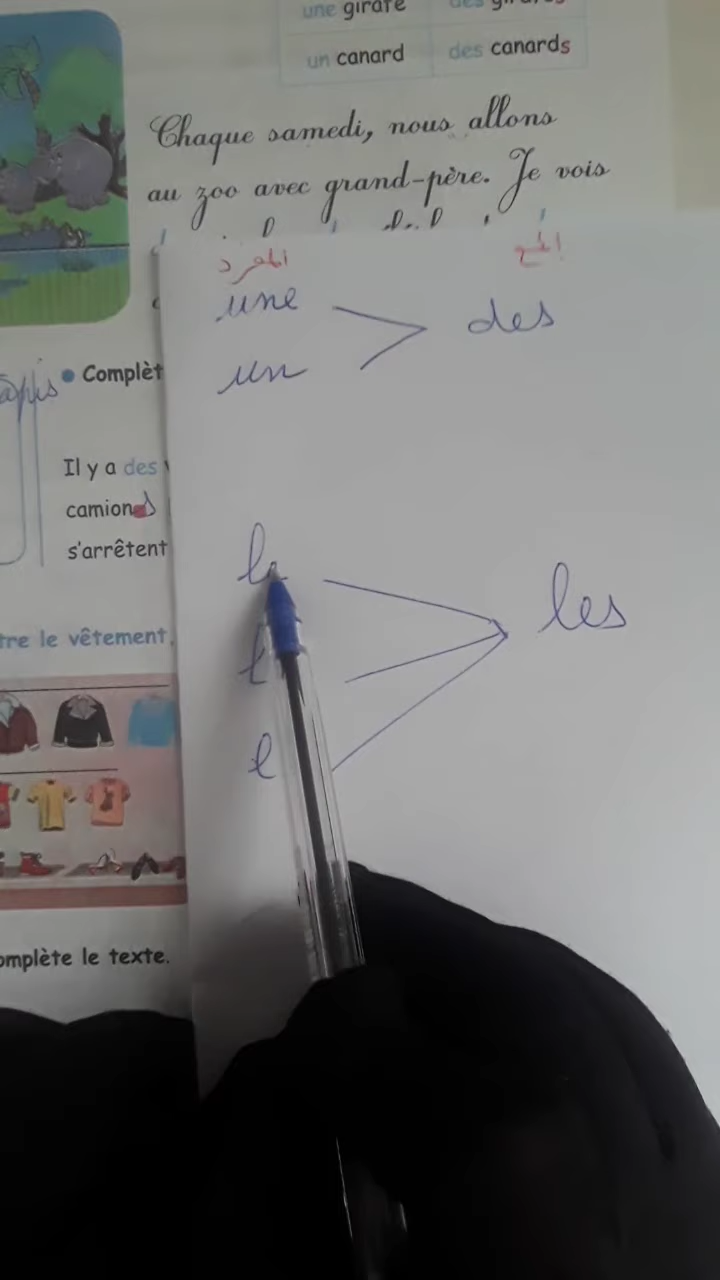 une girafe des
un canard des canards
Chaque samedi, nous allons
au zoo avec grand-père. Je vois
المفرد الجمع
une des
un
Complèt
Il y a des
camions
s'arrêtent
tre le vêtement.
les
omplète le texte.